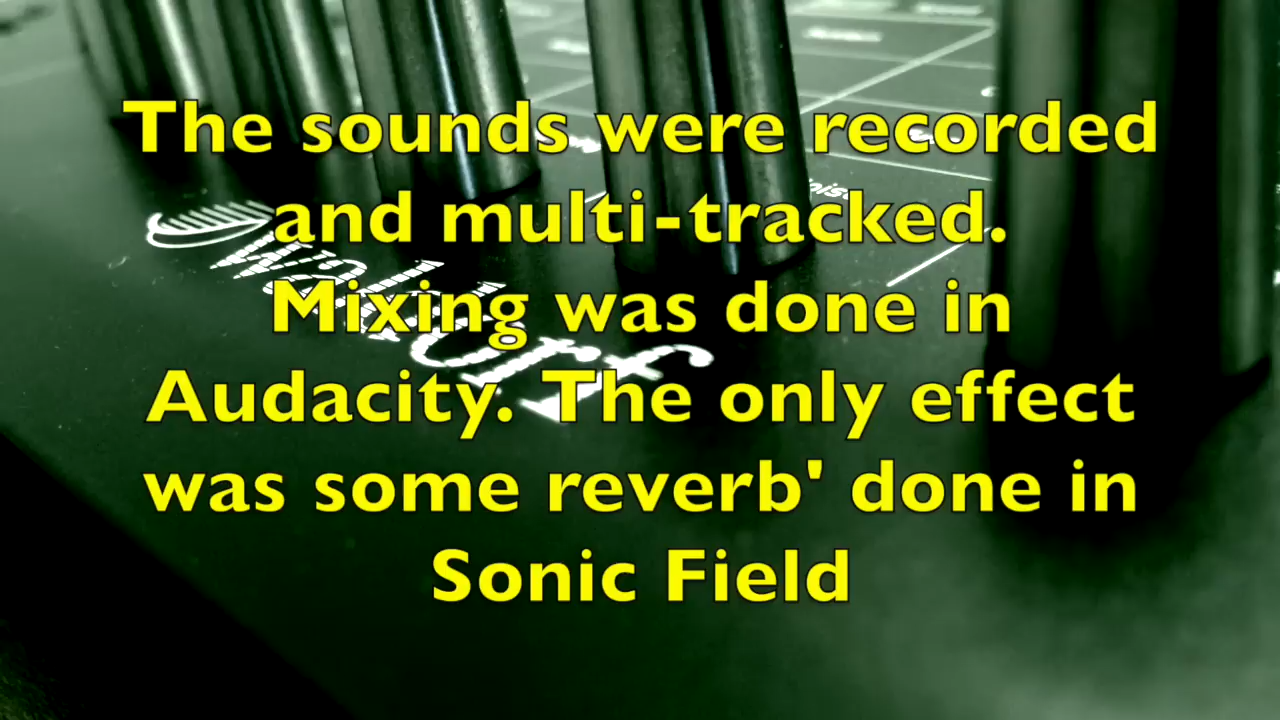 The sounds were recorded
and multi-tracked.
Mixing was done in
Audacity. The only effect
was some reverb' done in
Sonic Field
waldorf